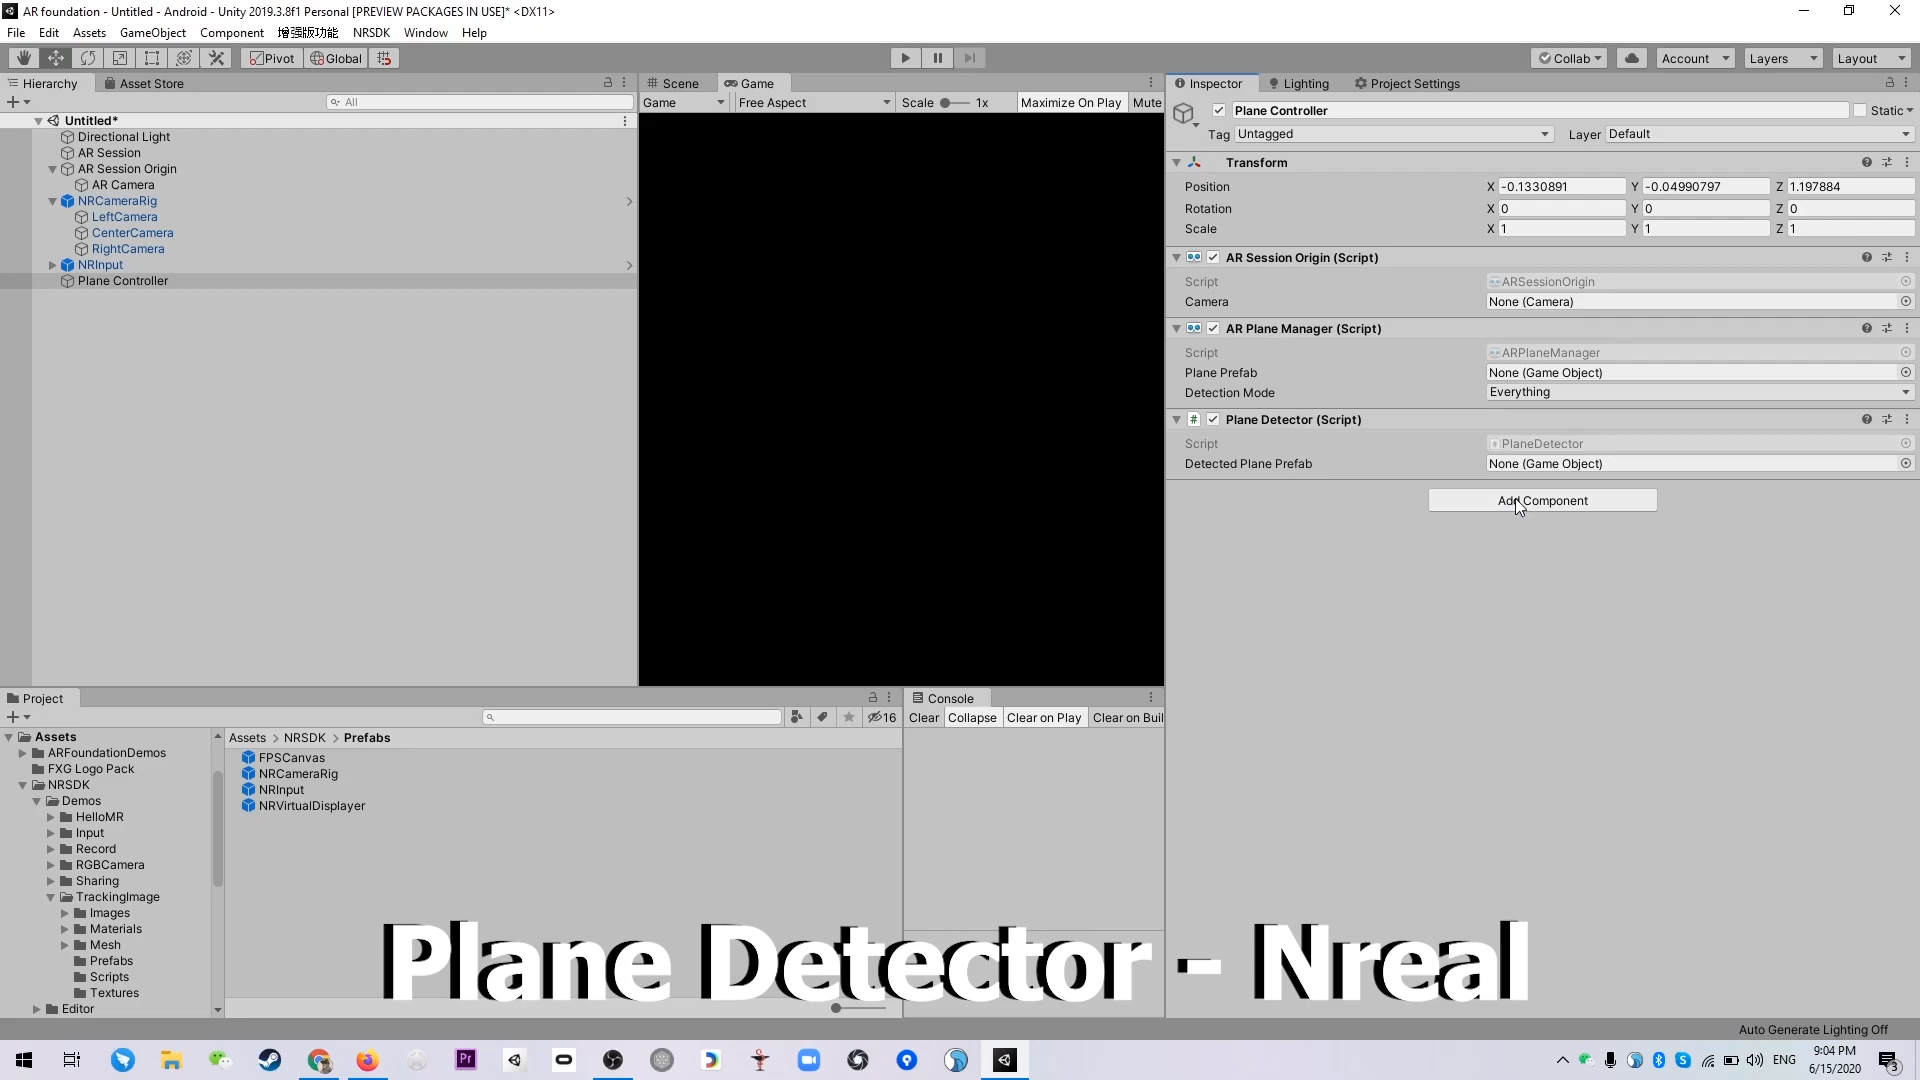 AR foundation - Untitled - Android - Unity 2019.3.8f1 Personal [PREVIEW PACKAGES IN USE]* <DX11>
File Edit Assets GameObject Component 增强版功能 NRSDK Window Help
Pivot Global Collab Account Layers Layout
Hierarchy Asset Store
All
Untitled*
Directional Light
AR Session
AR Session Origin
AR Camera
NRCameraRig
LeftCamera
CenterCamera
RightCamera
NRInput
Plane Controller
Scene Game
Game Free Aspect Scale 1x Maximize On Play Mute
Inspector Lighting Project Settings
Plane Controller Static
Tag Untagged Layer Default
Transform
Position X -0.1330891 Y -0.04990797 Z 1.197884
Rotation X 0 Y 0 Z 0
Scale X 1 Y 1 Z 1
AR Session Origin (Script)
Script ARSessionOrigin
Camera None (Camera)
AR Plane Manager (Script)
Script ARPlaneManager
Plane Prefab None (Game Object)
Detection Mode Everything
# Plane Detector (Script)
Script PlaneDetector
Detected Plane Prefab None (Game Object)
Add Component
Project
16
Assets
ARFoundationDemos
FXG Logo Pack
NRSDK
Demos
HelloMR
Input
Record
RGBCamera
Sharing
TrackingImage
Images
Materials
Mesh
Prefabs
Scripts
Textures
Editor
Assets > NRSDK > Prefabs
FPSCanvas
NRCameraRig
NRInput
NRVirtualDisplayer
Console
Clear Collapse Clear on Play Clear on Buil
Plane Detector - Nreal
Auto Generate Lighting Off
Pr
ENG
9:04 PM
6/15/2020
3